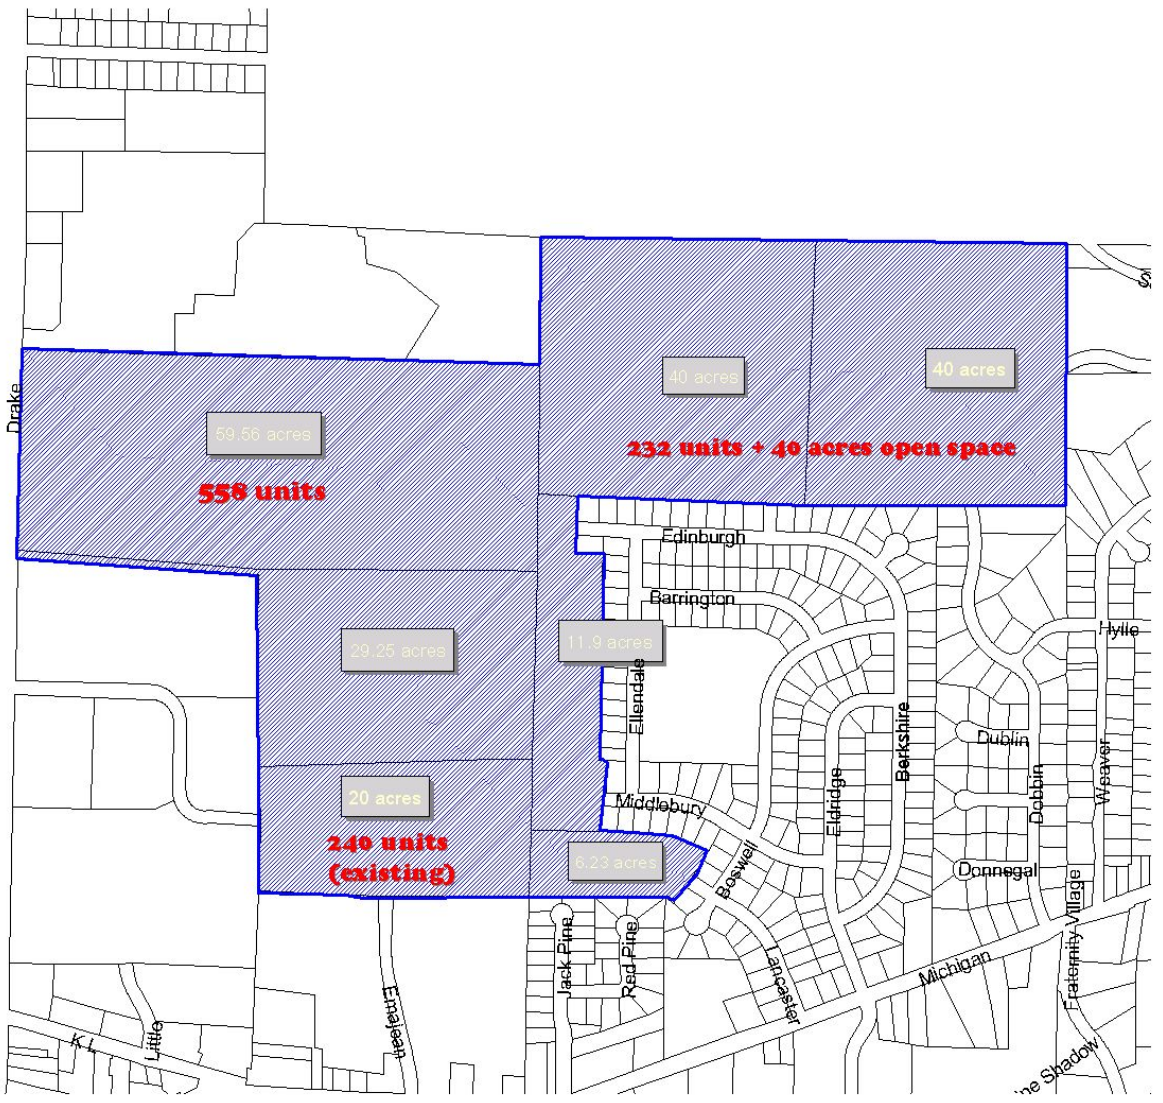 S
Drake
40 acres
40 acres
59.56 acres
232 units + 40 acres open space
558 units
Edinburgh
Barrington
Hylle
11.9 acres
29.25 acres
Ellendale
Dublin
Berkshire
Weaver
Dobbin
Eldridge
20 acres
Middlebury
240 units
(existing)
6.23 acres
Boswell
Donnegal
Fraternity Village
Jack Pine
Red Pine
Lancaster
Michigan
Emajean
Little
K L
ine Shadow